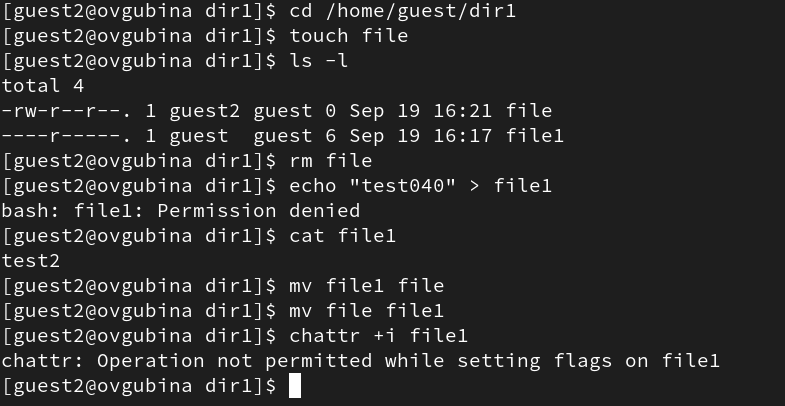 [guest2@ovgubina dir1]$ cd /home/guest/dir1
[guest2@ovgubina dir1]$ touch file
[guest2@ovgubina dir1]$ ls -l
total 4
-rw-r--r--. 1 guest2 guest 0 Sep 19 16:21 file
----r-----. 1 guest  guest 6 Sep 19 16:17 file1
[guest2@ovgubina dir1]$ rm file
[guest2@ovgubina dir1]$ echo "test040" > file1
bash: file1: Permission denied
[guest2@ovgubina dir1]$ cat file1
test2
[guest2@ovgubina dir1]$ mv file1 file
[guest2@ovgubina dir1]$ mv file file1
[guest2@ovgubina dir1]$ chattr +i file1
chattr: Operation not permitted while setting flags on file1
[guest2@ovgubina dir1]$